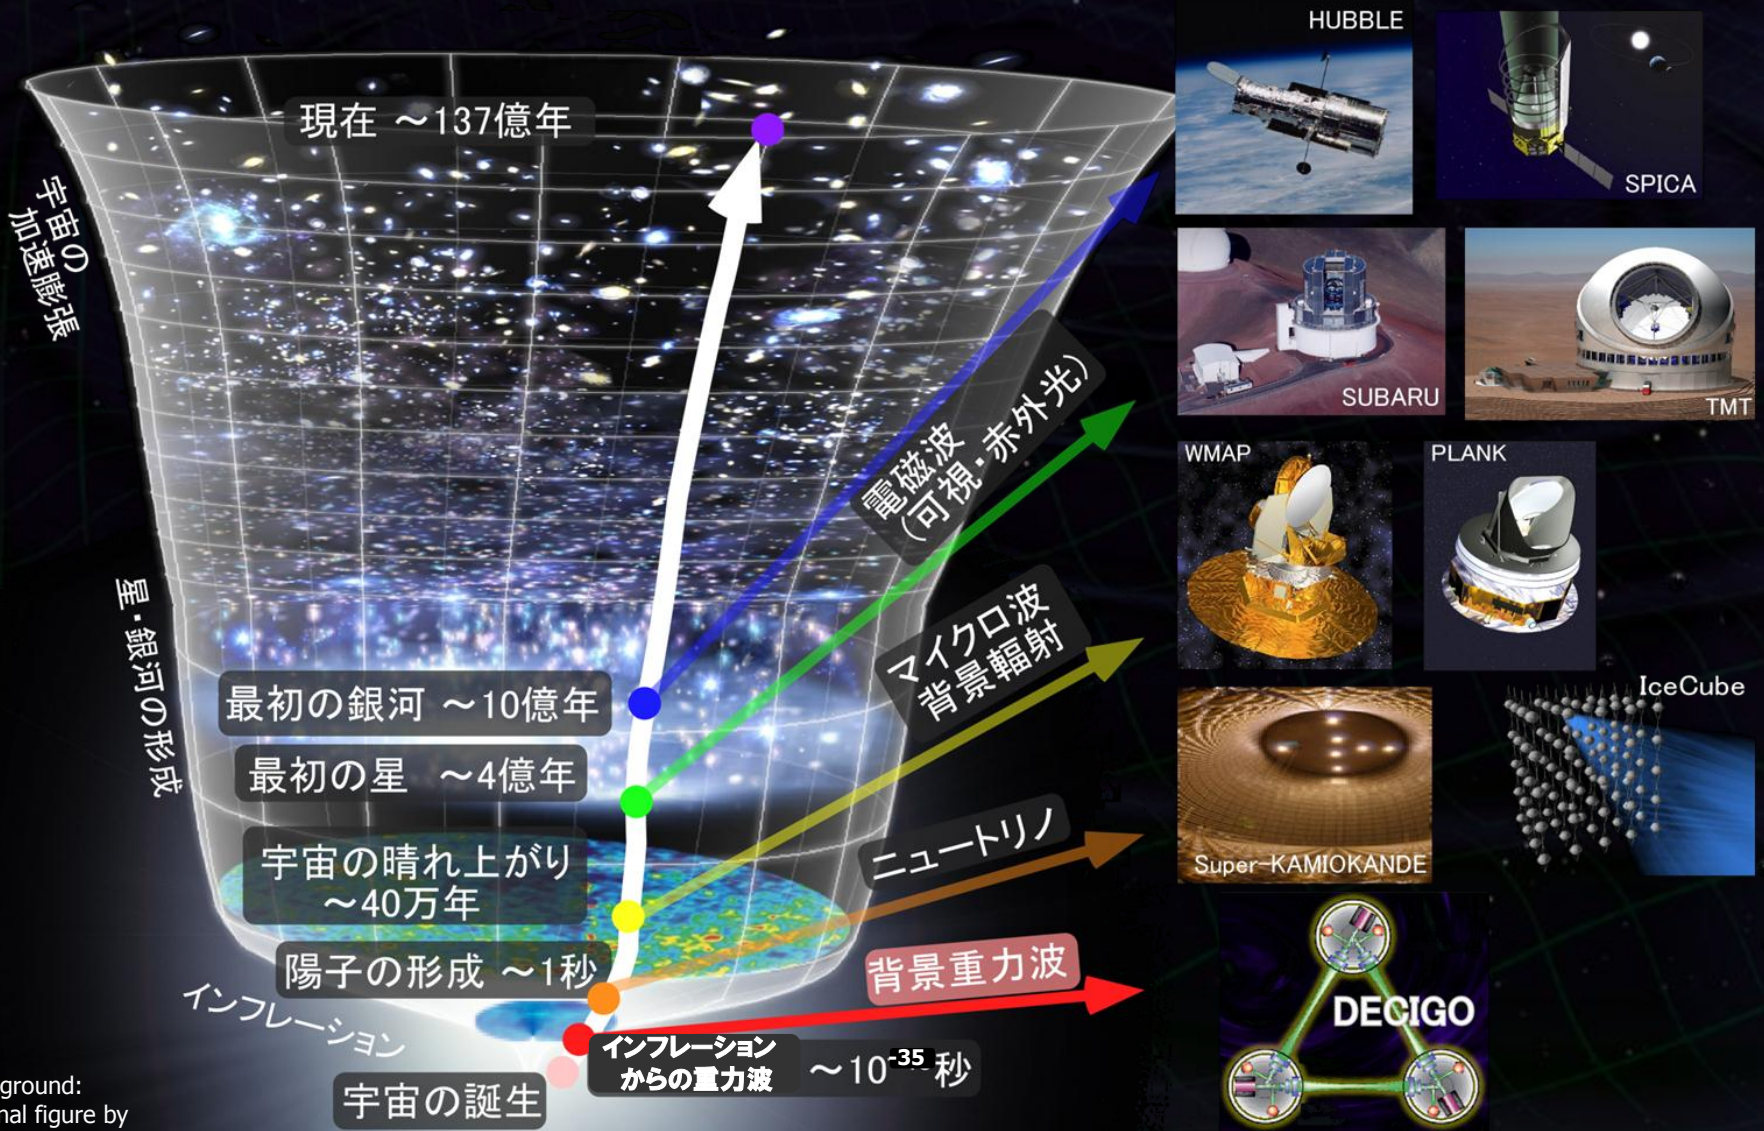 現在 ～137億年
宇宙の
加速膨張
星・銀河の形成
最初の銀河 ～10億年
最初の星 ～4億年
宇宙の晴れ上がり
～40万年
陽子の形成 ～1秒
インフレーション
インフレーション
からの重力波
～10-35秒
宇宙の誕生
ground:
nal figure by
電磁波
（可視・赤外光）
マイクロ波
背景輻射
ニュートリノ
背景重力波
HUBBLE
SPICA
SUBARU
TMT
WMAP
PLANK
Super-KAMIOKANDE
IceCube
DECIGO